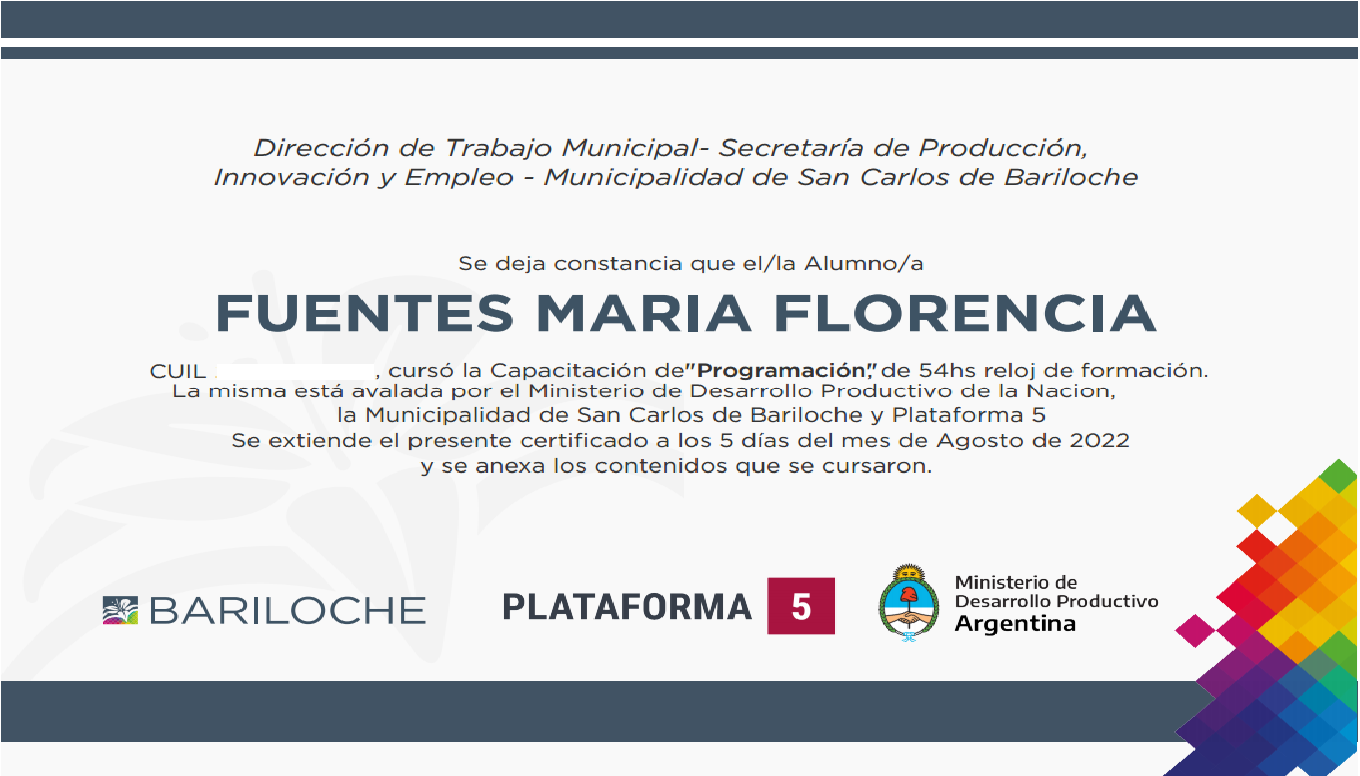 Dirección de Trabajo Municipal- Secretaría de Producción,
Innovación y Empleo - Municipalidad de San Carlos de Bariloche
Se deja constancia que el/la Alumno/a
FUENTES MARIA FLORENCIA
CUIL , cursó la Capacitación de"Programación", de 54hs reloj de formación.
La misma está avalada por el Ministerio de Desarrollo Productivo de la Nacion,
la Municipalidad de San Carlos de Bariloche y Plataforma 5
Se extiende el presente certificado a los 5 días del mes de Agosto de 2022
y se anexa los contenidos que se cursaron.
BARILOCHE
PLATAFORMA 5
Ministerio de
Desarrollo Productivo
Argentina